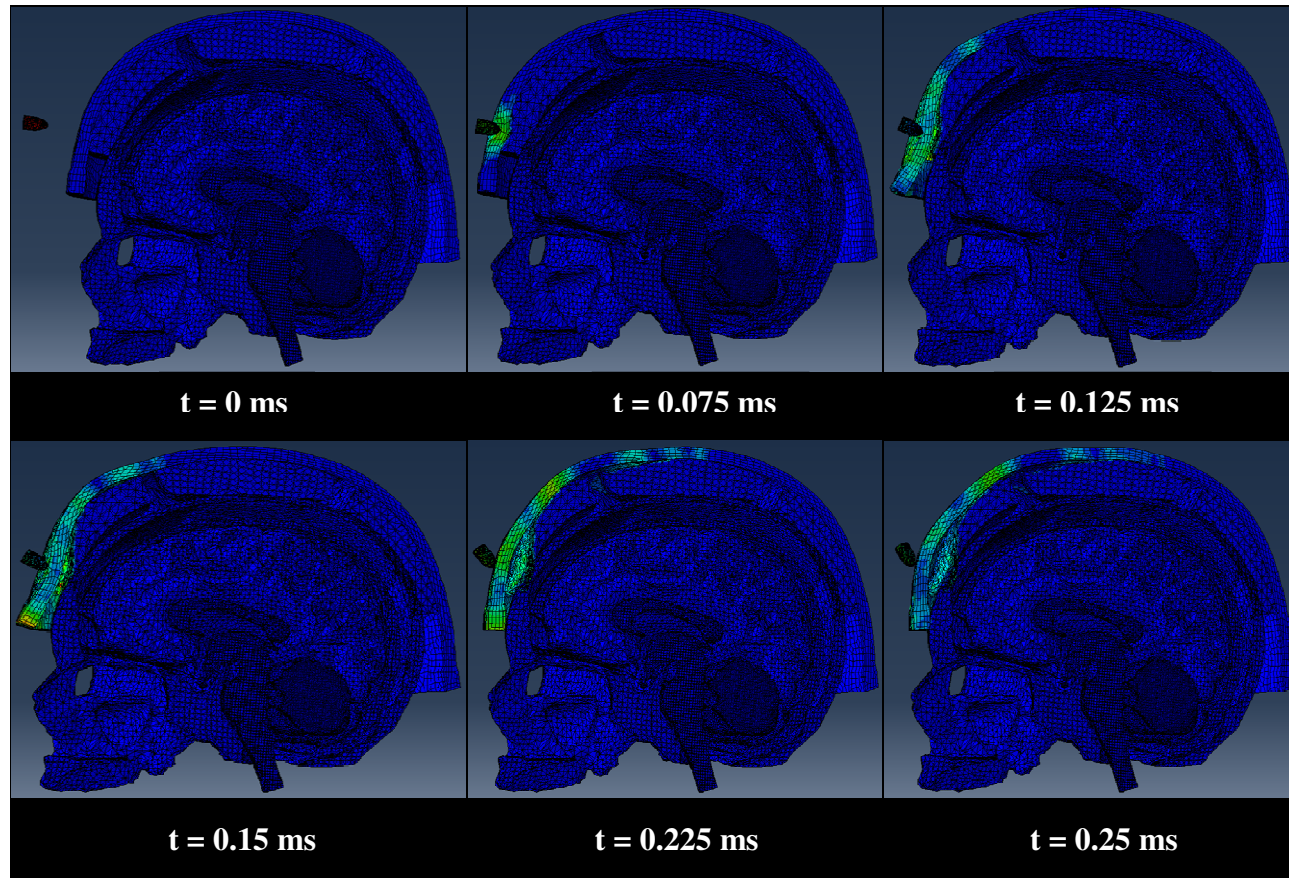 t = 0 ms
t = 0.075 ms
t = 0.125 ms
t = 0.15 ms
t = 0.225 ms
t = 0.25 ms